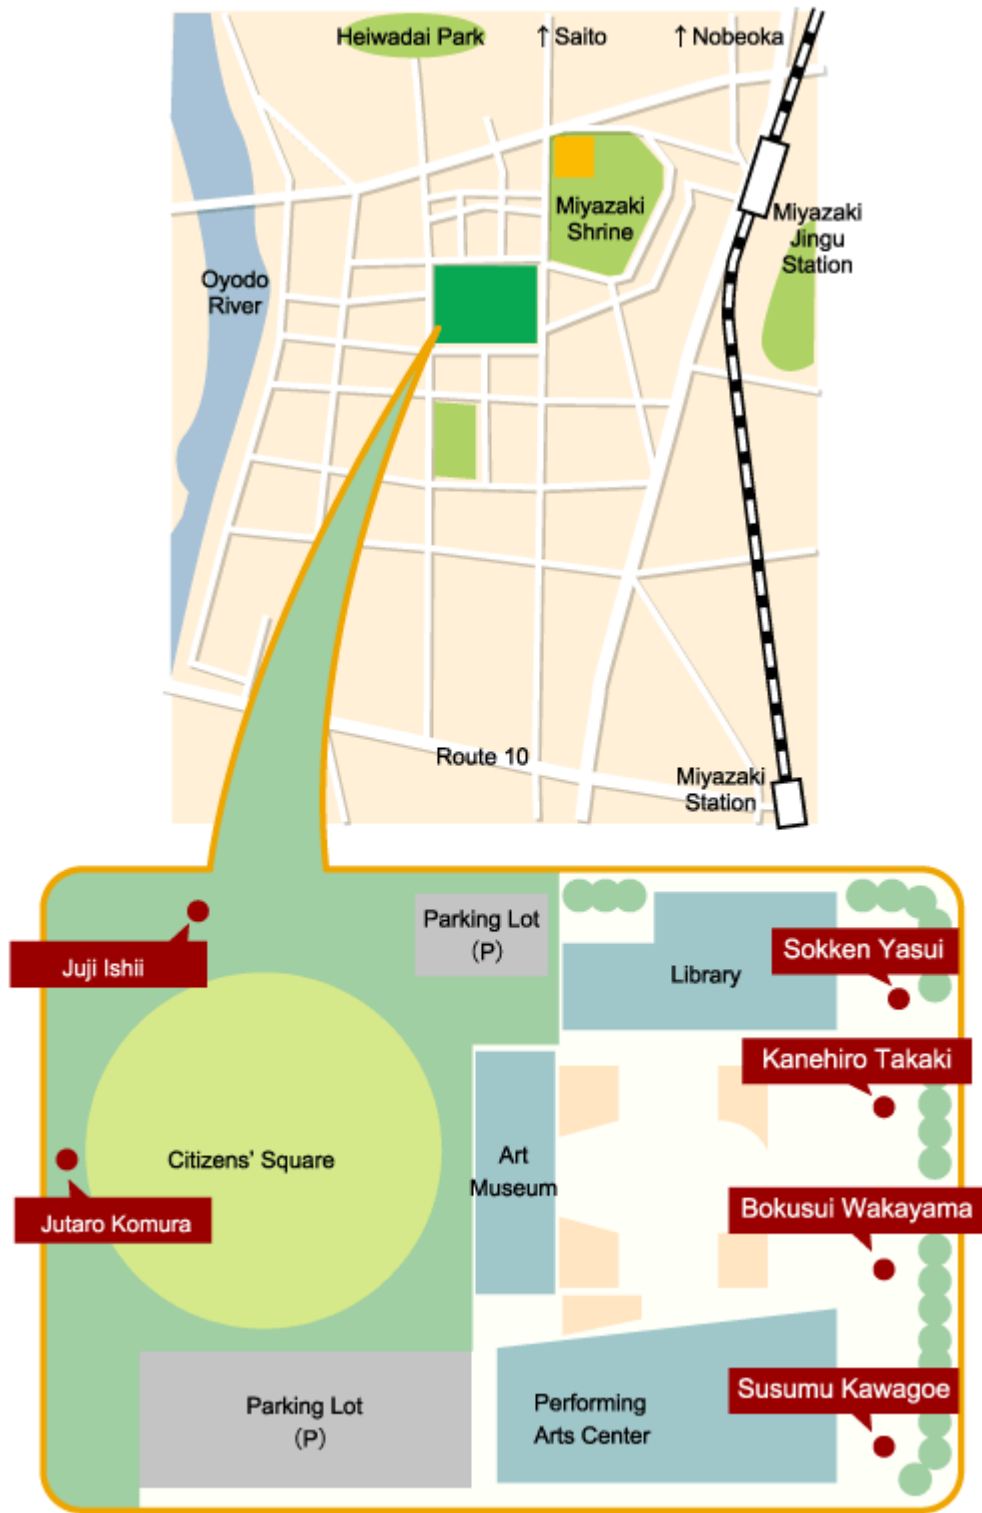 Heiwadai Park
↑ Saito
↑ Nobeoka
Miyazaki
Shrine
Miyazaki
Jingu
Station
Oyodo
River
Route 10
Miyazaki
Station
Juji Ishii
Parking Lot
(P)
Library
Sokken Yasui
Kanehiro Takaki
Citizens' Square
Art
Museum
Jutaro Komura
Bokusui Wakayama
Parking Lot
(P)
Performing
Arts Center
Susumu Kawagoe